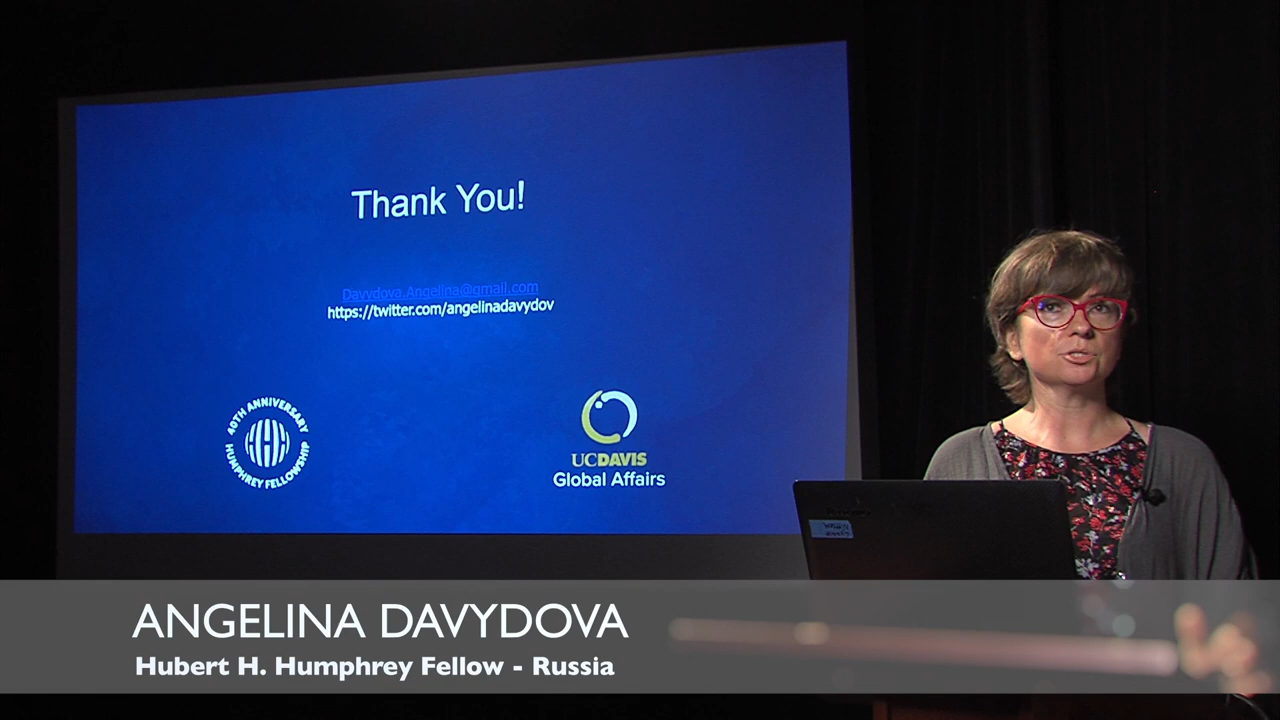 Thank You!
Davydova.Angelina@gmail.com
https://twitter.com/angelinadavydov
40TH ANNIVERSARY
HUMPHREY FELLOWSHIP
UCDAVIS
Global Affairs
ANGELINA DAVYDOVA
Hubert H. Humphrey Fellow - Russia